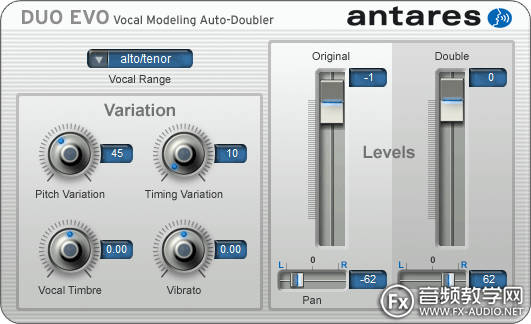 DUO EVO Vocal Modeling Auto-Doubler
antares
alto/tenor
Vocal Range
Variation
45
10
Pitch Variation
Timing Variation
0.00
0.00
Vocal Timbre
Vibrato
Original
Double
-1
0
Levels
0
0
L
R
L
R
-62
62
Pan
Fx 音频教学网
WWW.FX-AUDIO.NET